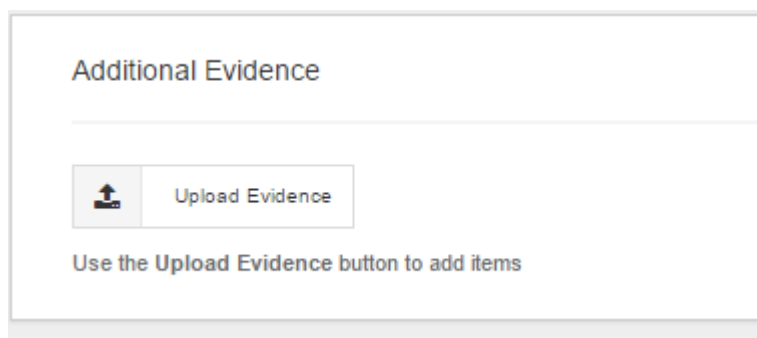 Additional Evidence
Upload Evidence
Use the Upload Evidence button to add items